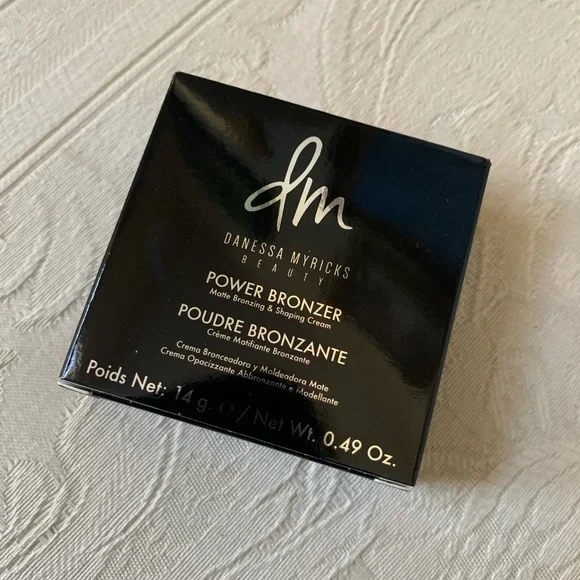 dm
DANESSA MYRICKS
BEAUTY
POWER BRONZER
Matte Bronzing & Shaping Cream
POUDRE BRONZANTE
Crème Matifiante Bronzante
Crema Bronceadora y Moldendora Mate
Crema Opacizzante Abbronzante e Modellante
Poids Net: 14 g. / Net Wt. 0.49 Oz.